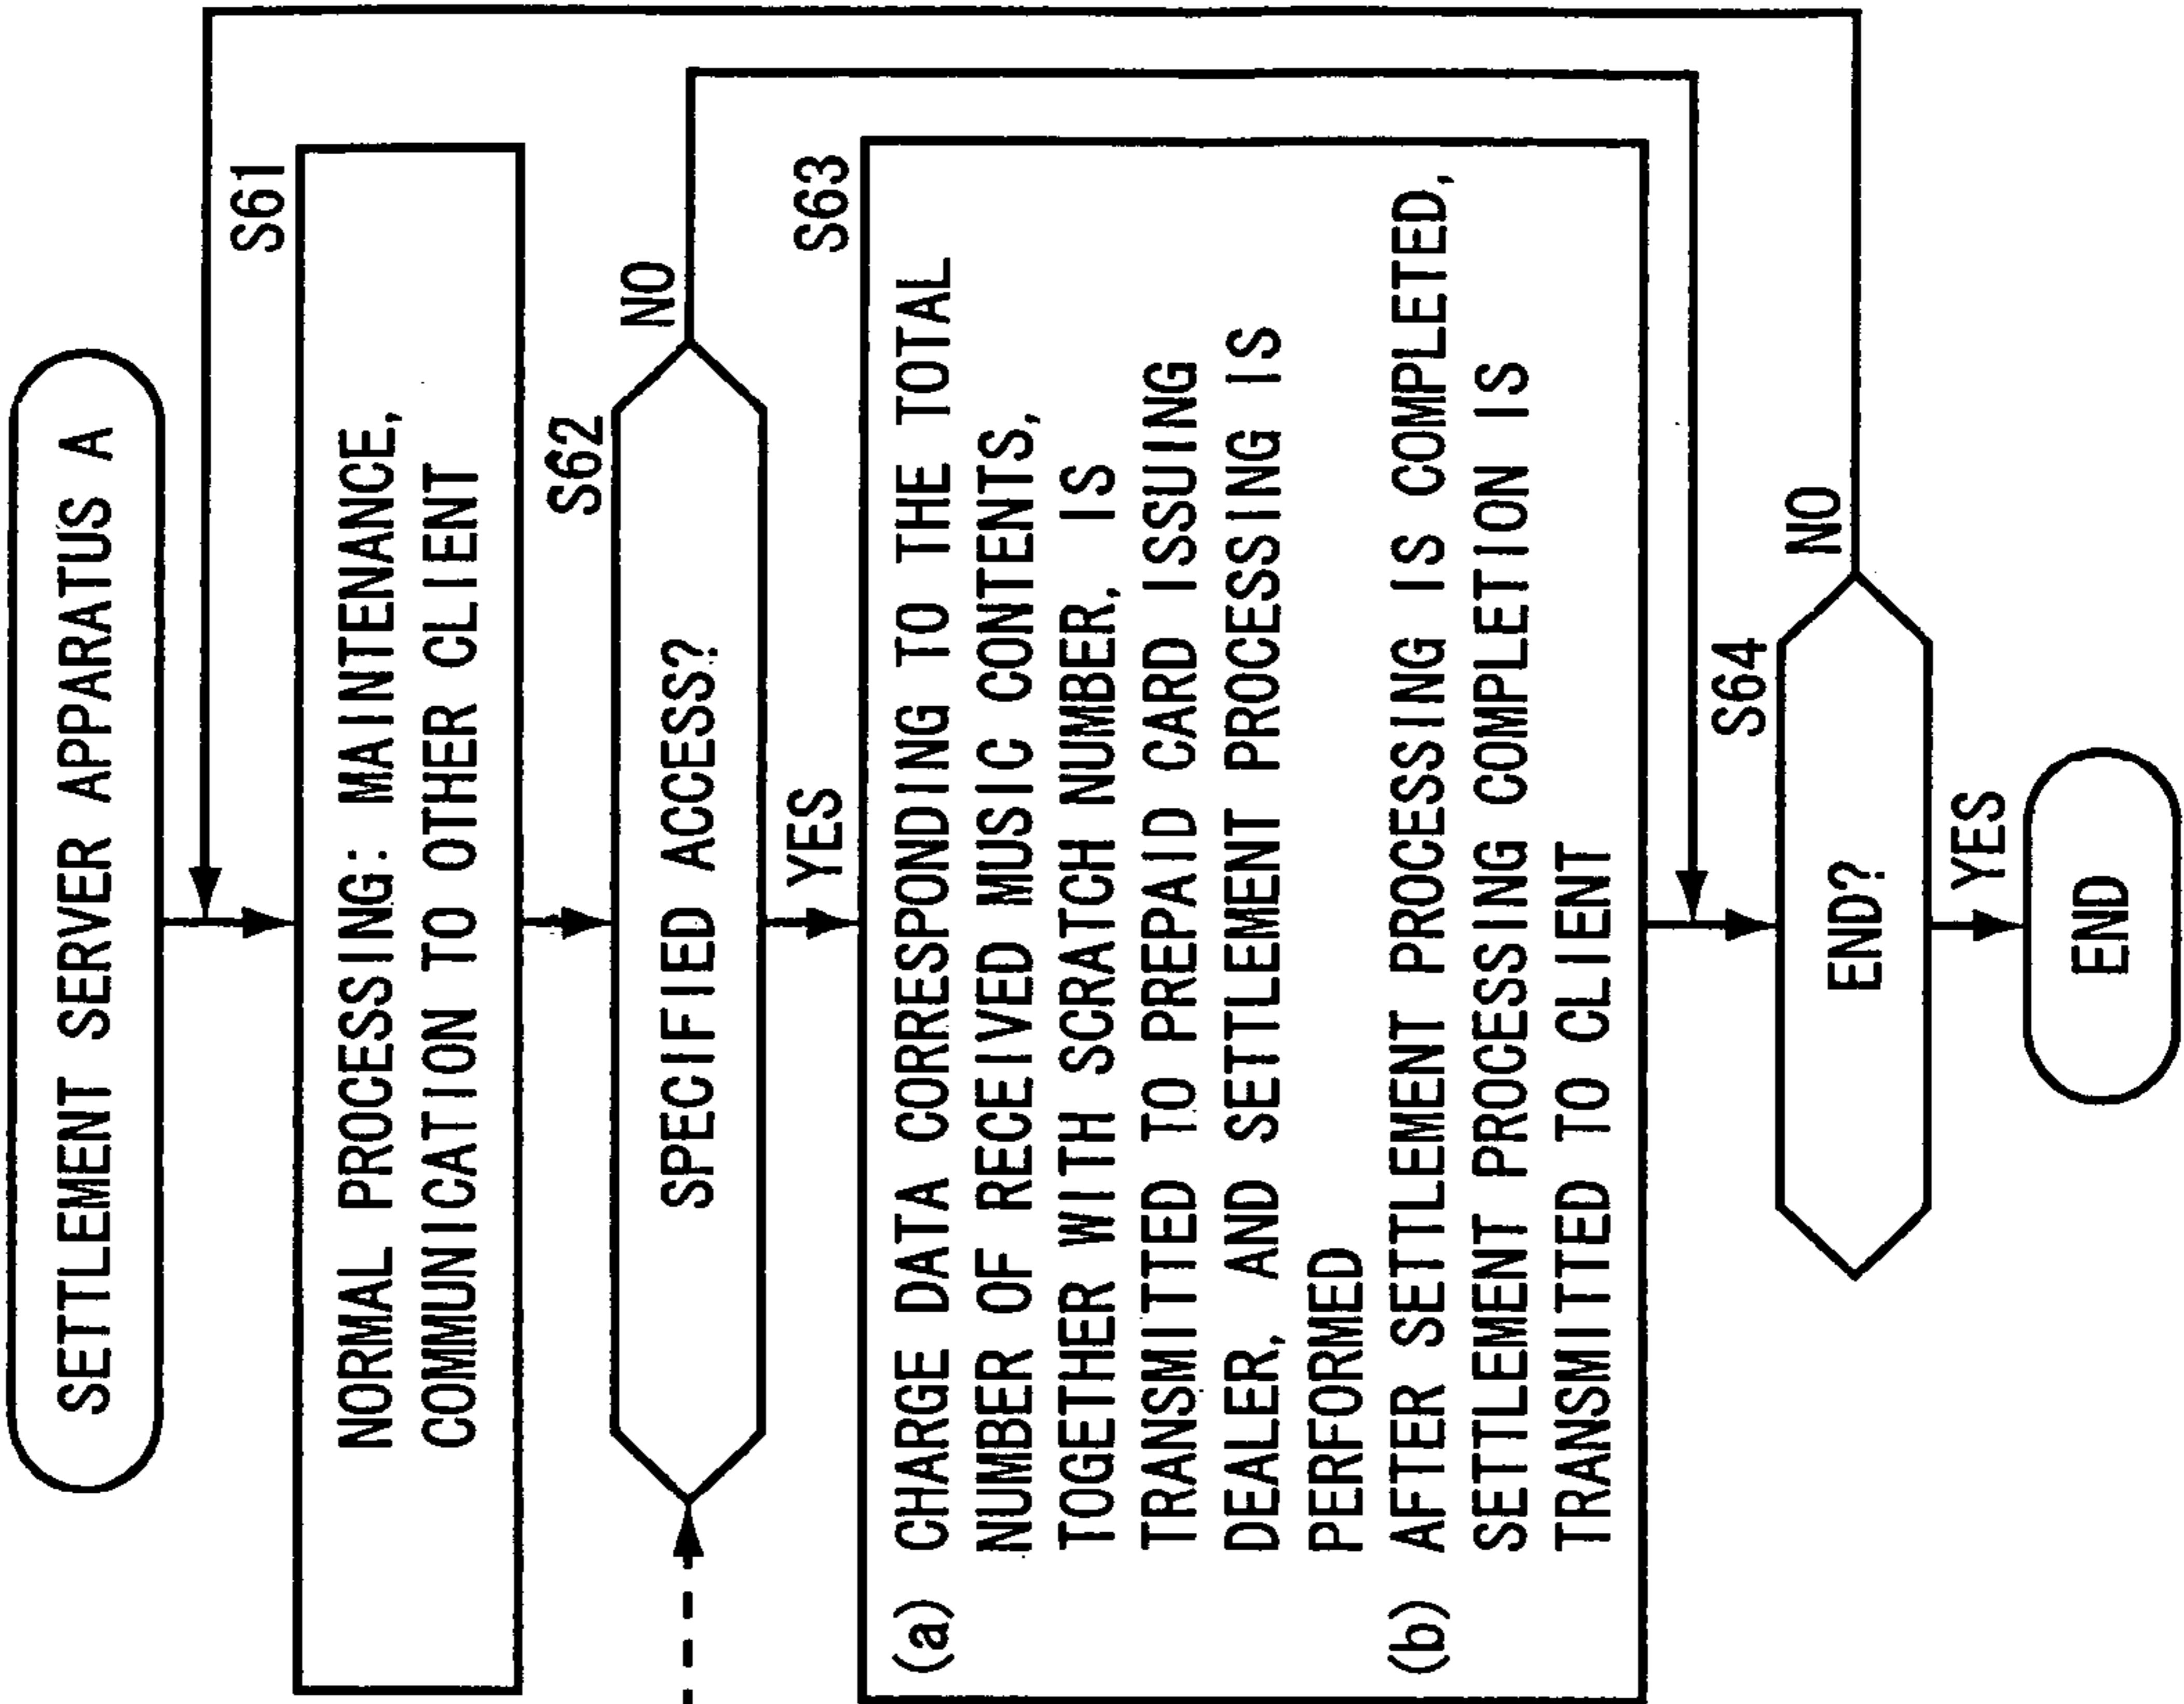 SETTLEMENT SERVER APPARATUS A
S61
NORMAL PROCESSING: MAINTENANCE,
COMMUNICATION TO OTHER CLIENT
S62
SPECIFIED ACCESS?
NO
YES
S63
(a) CHARGE DATA CORRESPONDING TO THE TOTAL
NUMBER OF RECEIVED MUSIC CONTENTS,
TOGETHER WITH SCRATCH NUMBER, IS
TRANSMITTED TO PREPAID CARD ISSUING
DEALER, AND SETTLEMENT PROCESSING IS
PERFORMED
(b) AFTER SETTLEMENT PROCESSING IS COMPLETED,
SETTLEMENT PROCESSING COMPLETION IS
TRANSMITTED TO CLIENT
S64
END?
NO
YES
END